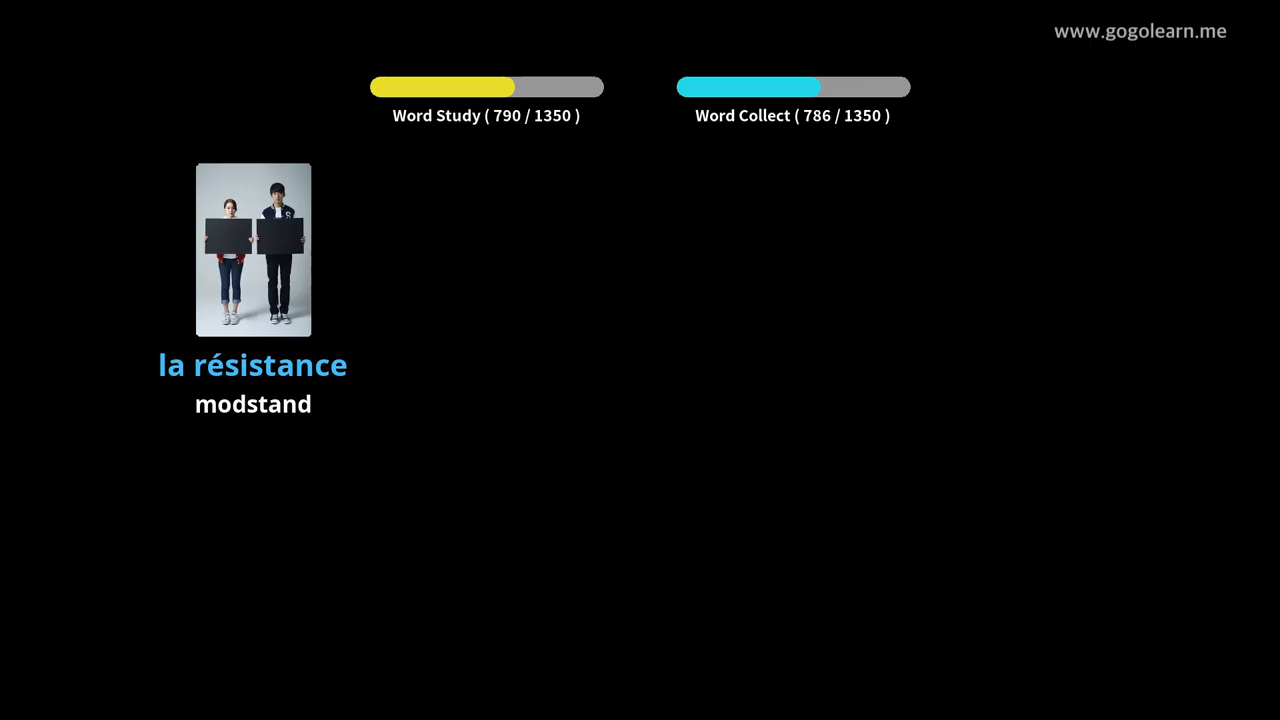 www.gogolearn.me
Word Study ( 790 / 1350 )
Word Collect ( 786 / 1350 )
la résistance
modstand